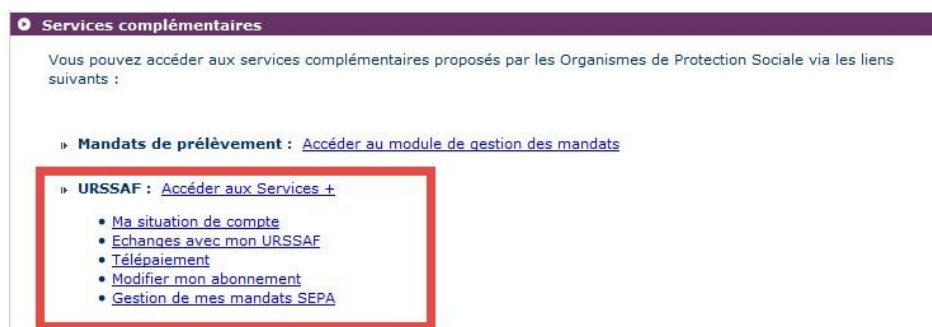 Services complémentaires
Vous pouvez accéder aux services complémentaires proposés par les Organismes de Protection Sociale via les liens
suivants :
Mandats de prélèvement : Accéder au module de gestion des mandats
URSSAF : Accéder aux Services +
• Ma situation de compte
• Echanges avec mon URSSAF
• Télépaiement
• Modifier mon abonnement
• Gestion de mes mandats SEPA